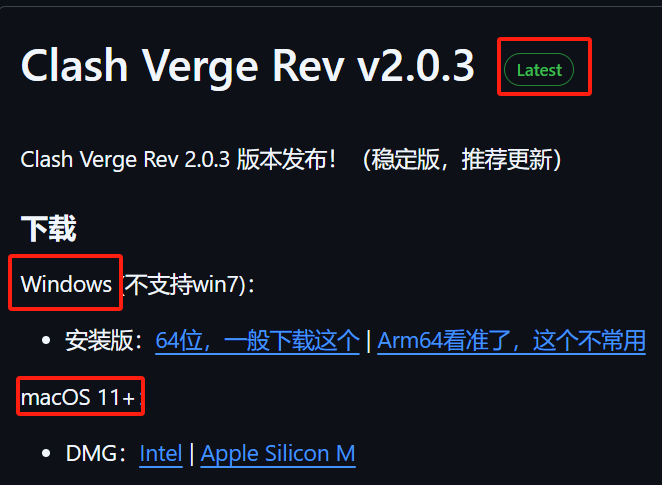 Clash Verge Rev v2.0.3 Latest
Clash Verge Rev 2.0.3 版本发布！（稳定版，推荐更新）
下载
Windows (不支持win7)：
• 安装版：64位，一般下载这个 | Arm64看准了，这个不常用
macOS 11+:
• DMG：Intel | Apple Silicon M